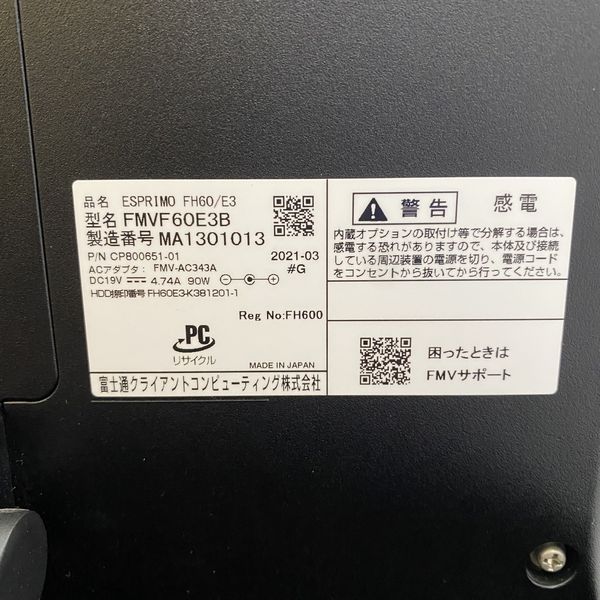 品名 ESPRIMO FH60/E3
型名 FMVF60E3B
製造番号 MA1301013
P/N CP800651-01
2021-03
ACアダプタ: FMV-AC343A
#G
DC19V 4.74A 90W
HDD捺印番号 FH60E3-K381201-1
Reg No:FH600
PC
リサイクル
MADE IN JAPAN
富士通クライアントコンピューティング株式会社
警告 感電
内蔵オプションの取付け等で分解する場合は、
感電する恐れがありますので、本体及び接続
している周辺装置の電源を切り、電源コード
をコンセントから抜いてから行ってください。
困ったときは
FMVサポート